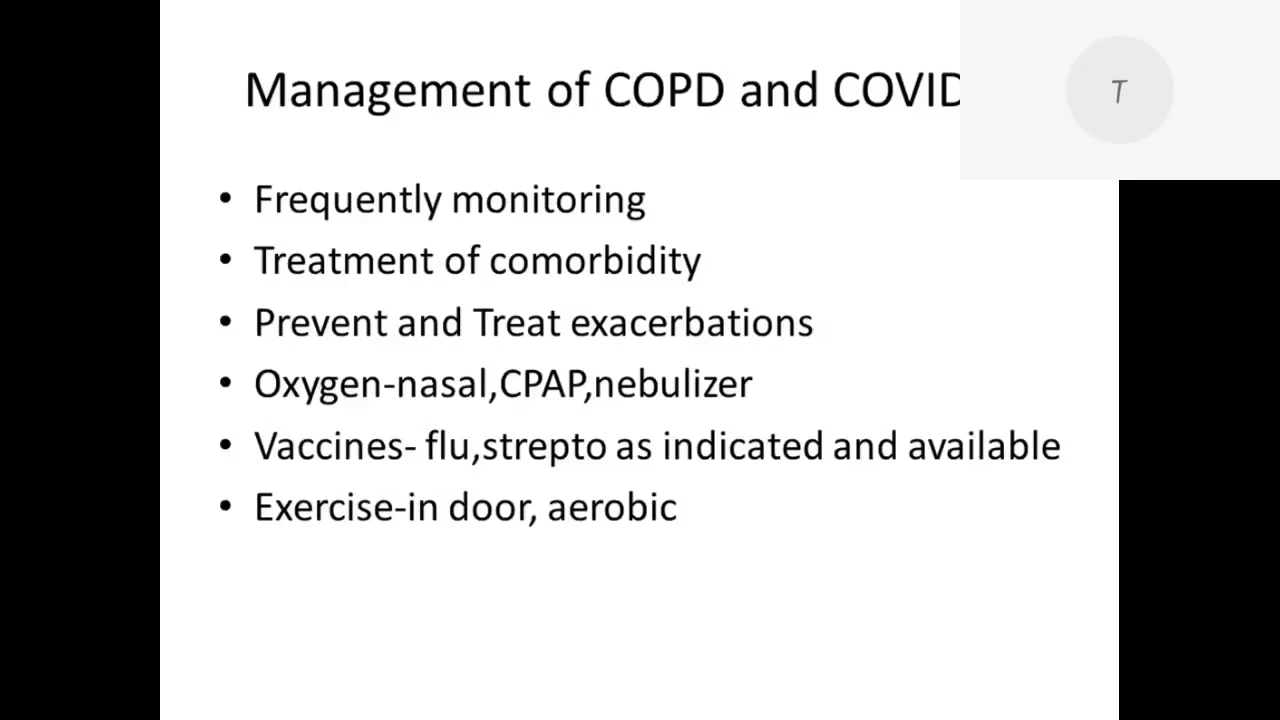 Management of COPD and COVID
T
• Frequently monitoring
• Treatment of comorbidity
• Prevent and Treat exacerbations
• Oxygen-nasal,CPAP,nebulizer
• Vaccines- flu,strepto as indicated and available
• Exercise-in door, aerobic